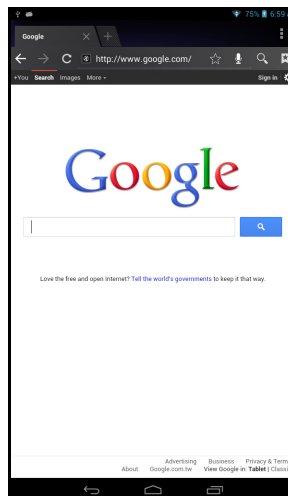 75% 6:59
Google
http://www.google.com/
+You Search Images More Sign in
Google
Love the free and open Internet? Tell the world's governments to keep it that way.
Advertising Business Privacy & Term
About Google.com.tw View Google in: Tablet | Classi